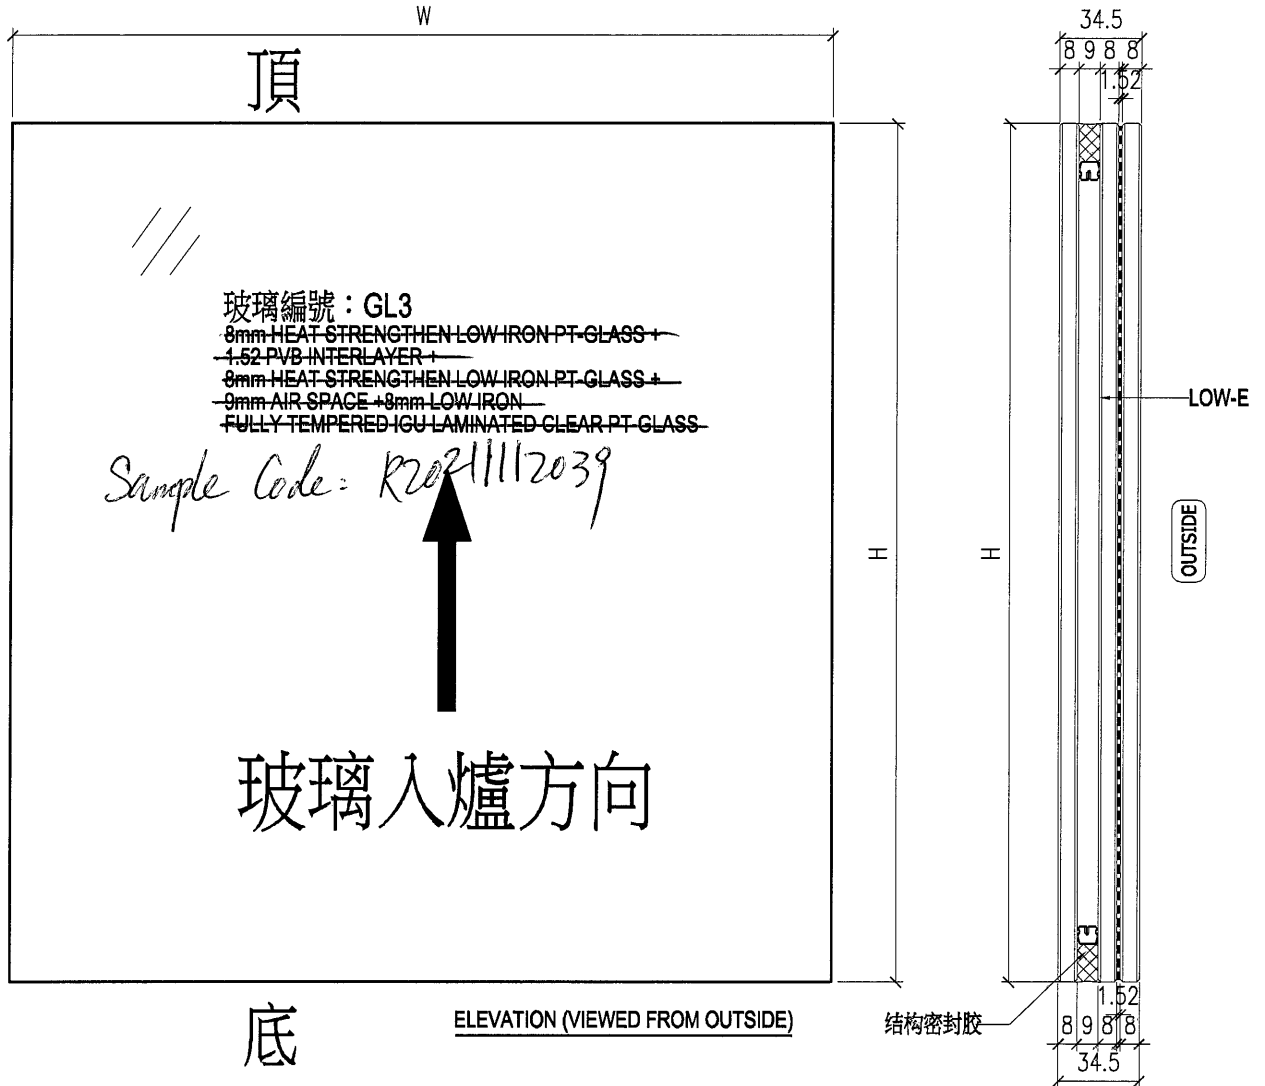 W
頂
34.5
8 9 8 8
1.52
玻璃編號：GL3
8mm HEAT STRENGTHEN LOW IRON PT-GLASS +
1.52 PVB INTERLAYER +
8mm HEAT STRENGTHEN LOW IRON PT-GLASS +
9mm AIR SPACE +8mm LOW IRON
FULLY TEMPERED IGU LAMINATED CLEAR PT-GLASS
Sample Code: R20211112039
LOW-E
OUTSIDE
H
H
玻璃入爐方向
底
ELEVATION (VIEWED FROM OUTSIDE)
结构密封胶
1.52
8 9 8 8
34.5